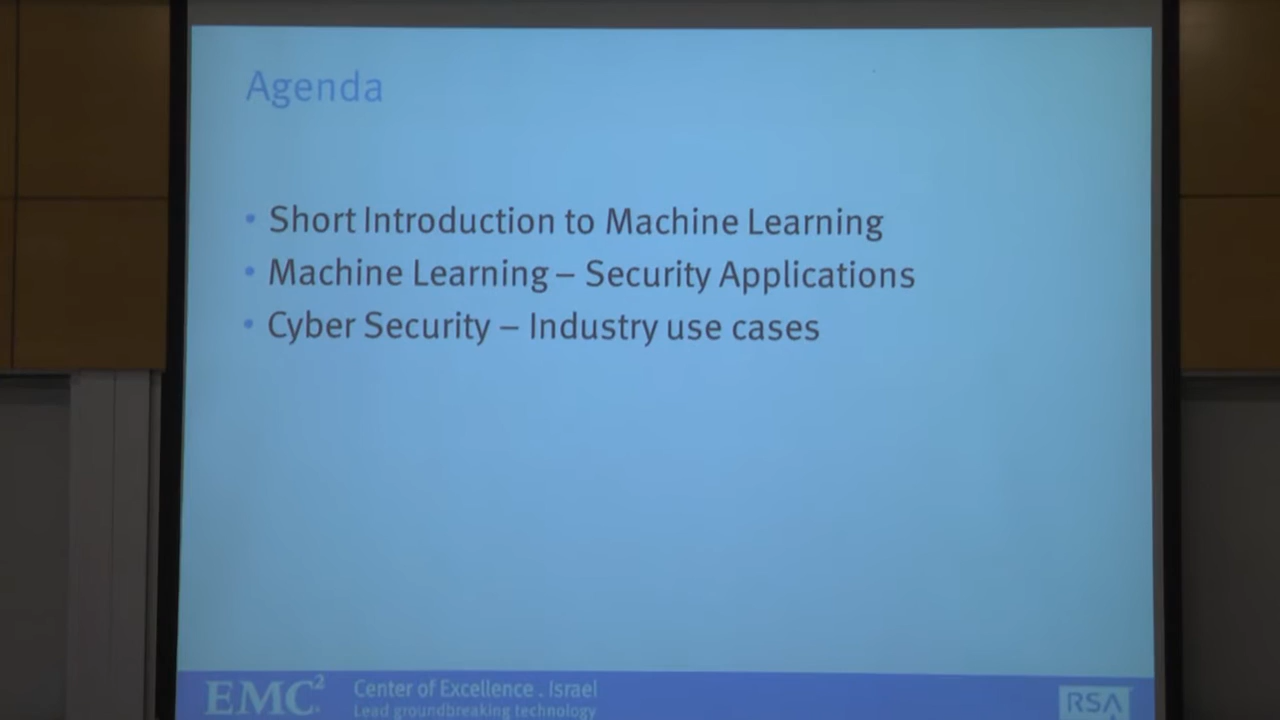 Agenda
• Short Introduction to Machine Learning
• Machine Learning – Security Applications
• Cyber Security – Industry use cases
EMC²
Center of Excellence . Israel
Lead groundbreaking technology
RSA